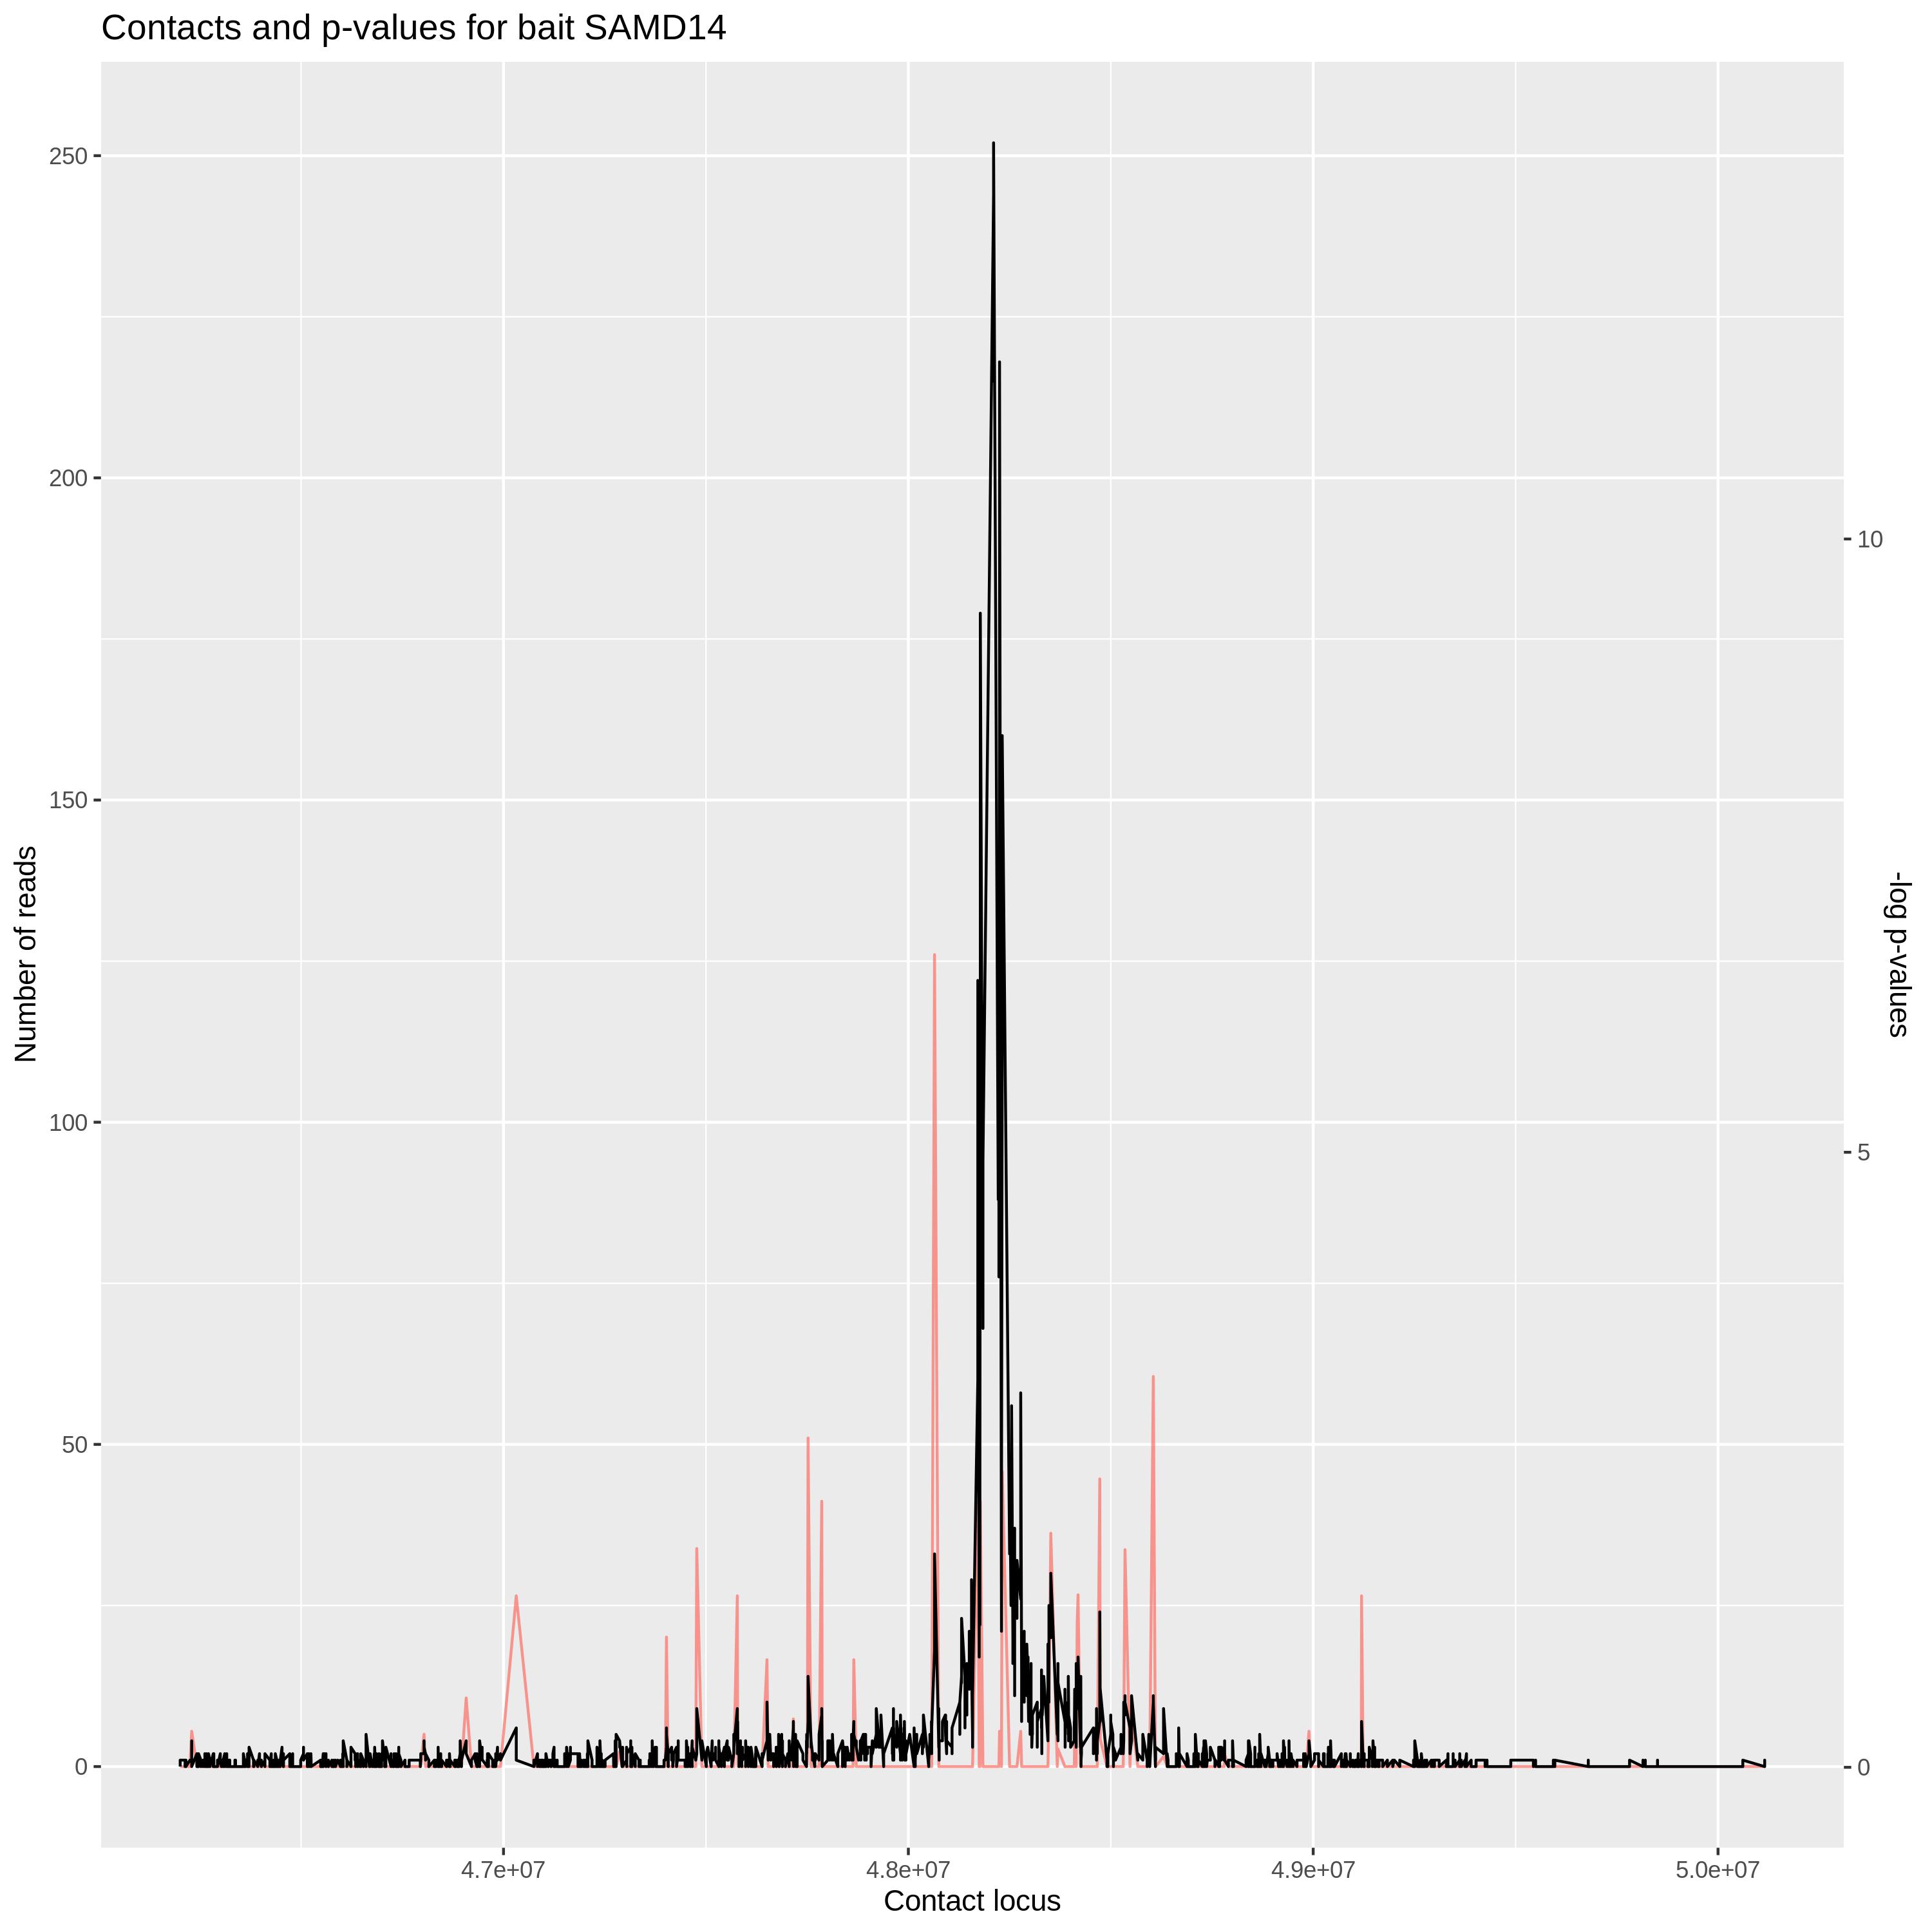 Contacts and p-values for bait SAMD14
250
200
150
100
50
0
Number of reads
10
5
0
-log p-values
4.7e+07
4.8e+07
4.9e+07
5.0e+07
Contact locus